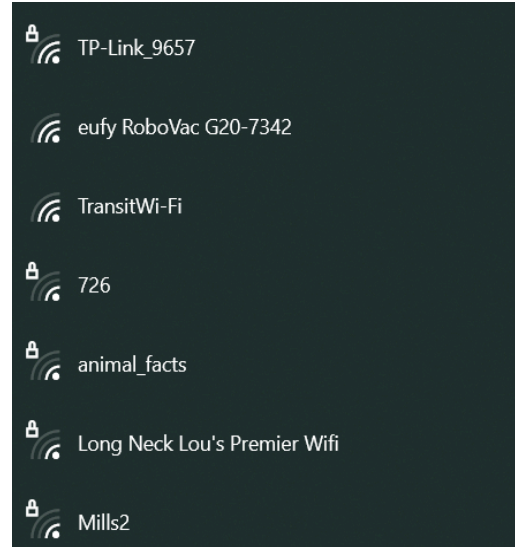 TP-Link_9657
eufy RoboVac G20-7342
TransitWi-Fi
726
animal_facts
Long Neck Lou's Premier Wifi
Mills2